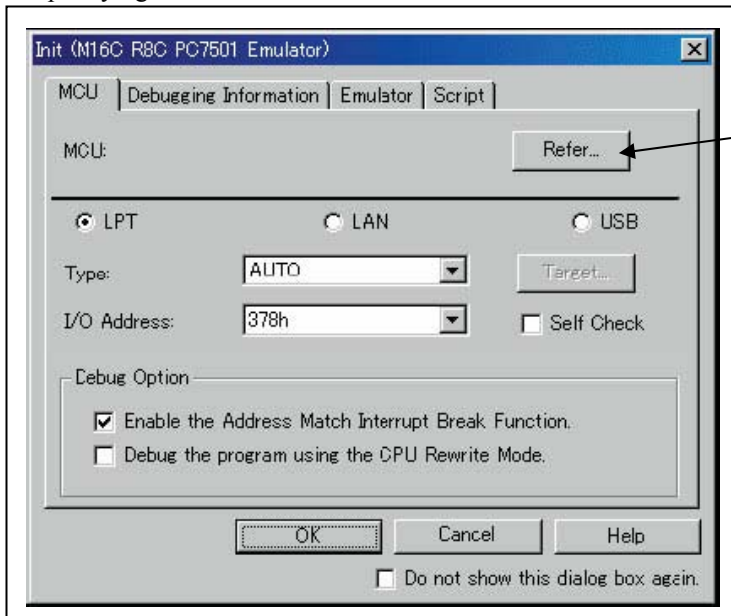 Init (M16C R8C PC7501 Emulator)
MCU Debugging Information Emulator Script
MCU: Refer...
LPT LAN USB
Type: AUTO Target...
I/O Address: 378h Self Check
Debug Option
Enable the Address Match Interrupt Break Function.
Debug the program using the CPU Rewrite Mode.
OK Cancel Help
Do not show this dialog box again.